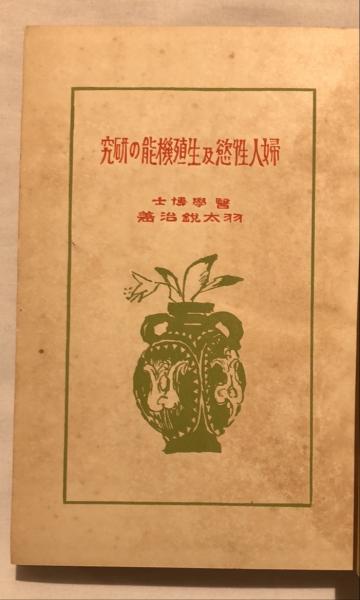 婦人性慾及生殖機能の研究
醫學博士
羽太鋭治著